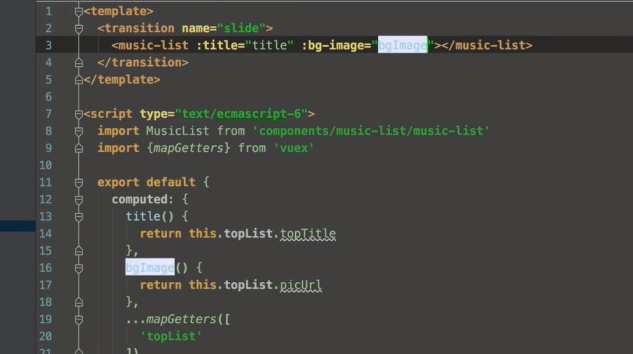 1 <template>
2 <transition name="slide">
3 <music-list :title="title" :bg-image="bgImage"></music-list>
4 </transition>
5 </template>
6
7 <script type="text/ecmascript-6">
8 import MusicList from 'components/music-list/music-list'
9 import {mapGetters} from 'vuex'
10
11 export default {
12 computed: {
13 title() {
14 return this.topList.topTitle
15 },
16 bgImage() {
17 return this.topList.picUrl
18 },
19 ...mapGetters([
20 'topList'
21 ])